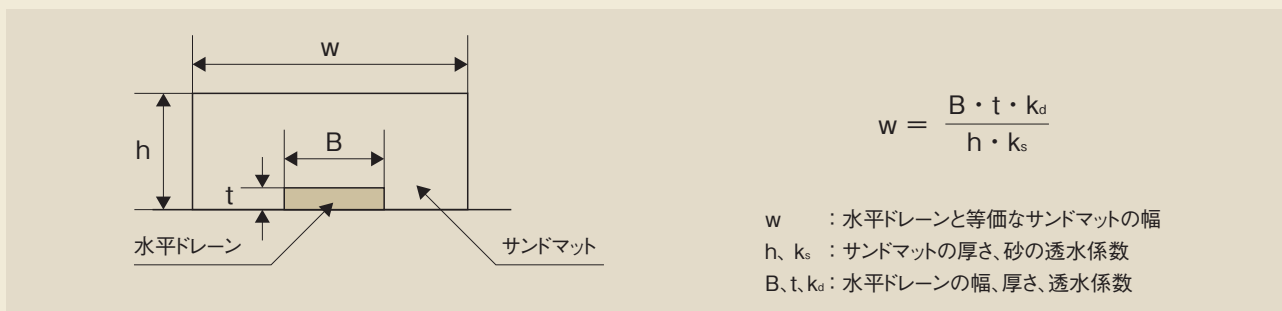 w
h
B
t
水平ドレーン
サンドマット
w = B・t・kd / h・ks
w : 水平ドレーンと等価なサンドマットの幅
h、ks : サンドマットの厚さ、砂の透水係数
B、t、kd : 水平ドレーンの幅、厚さ、透水係数